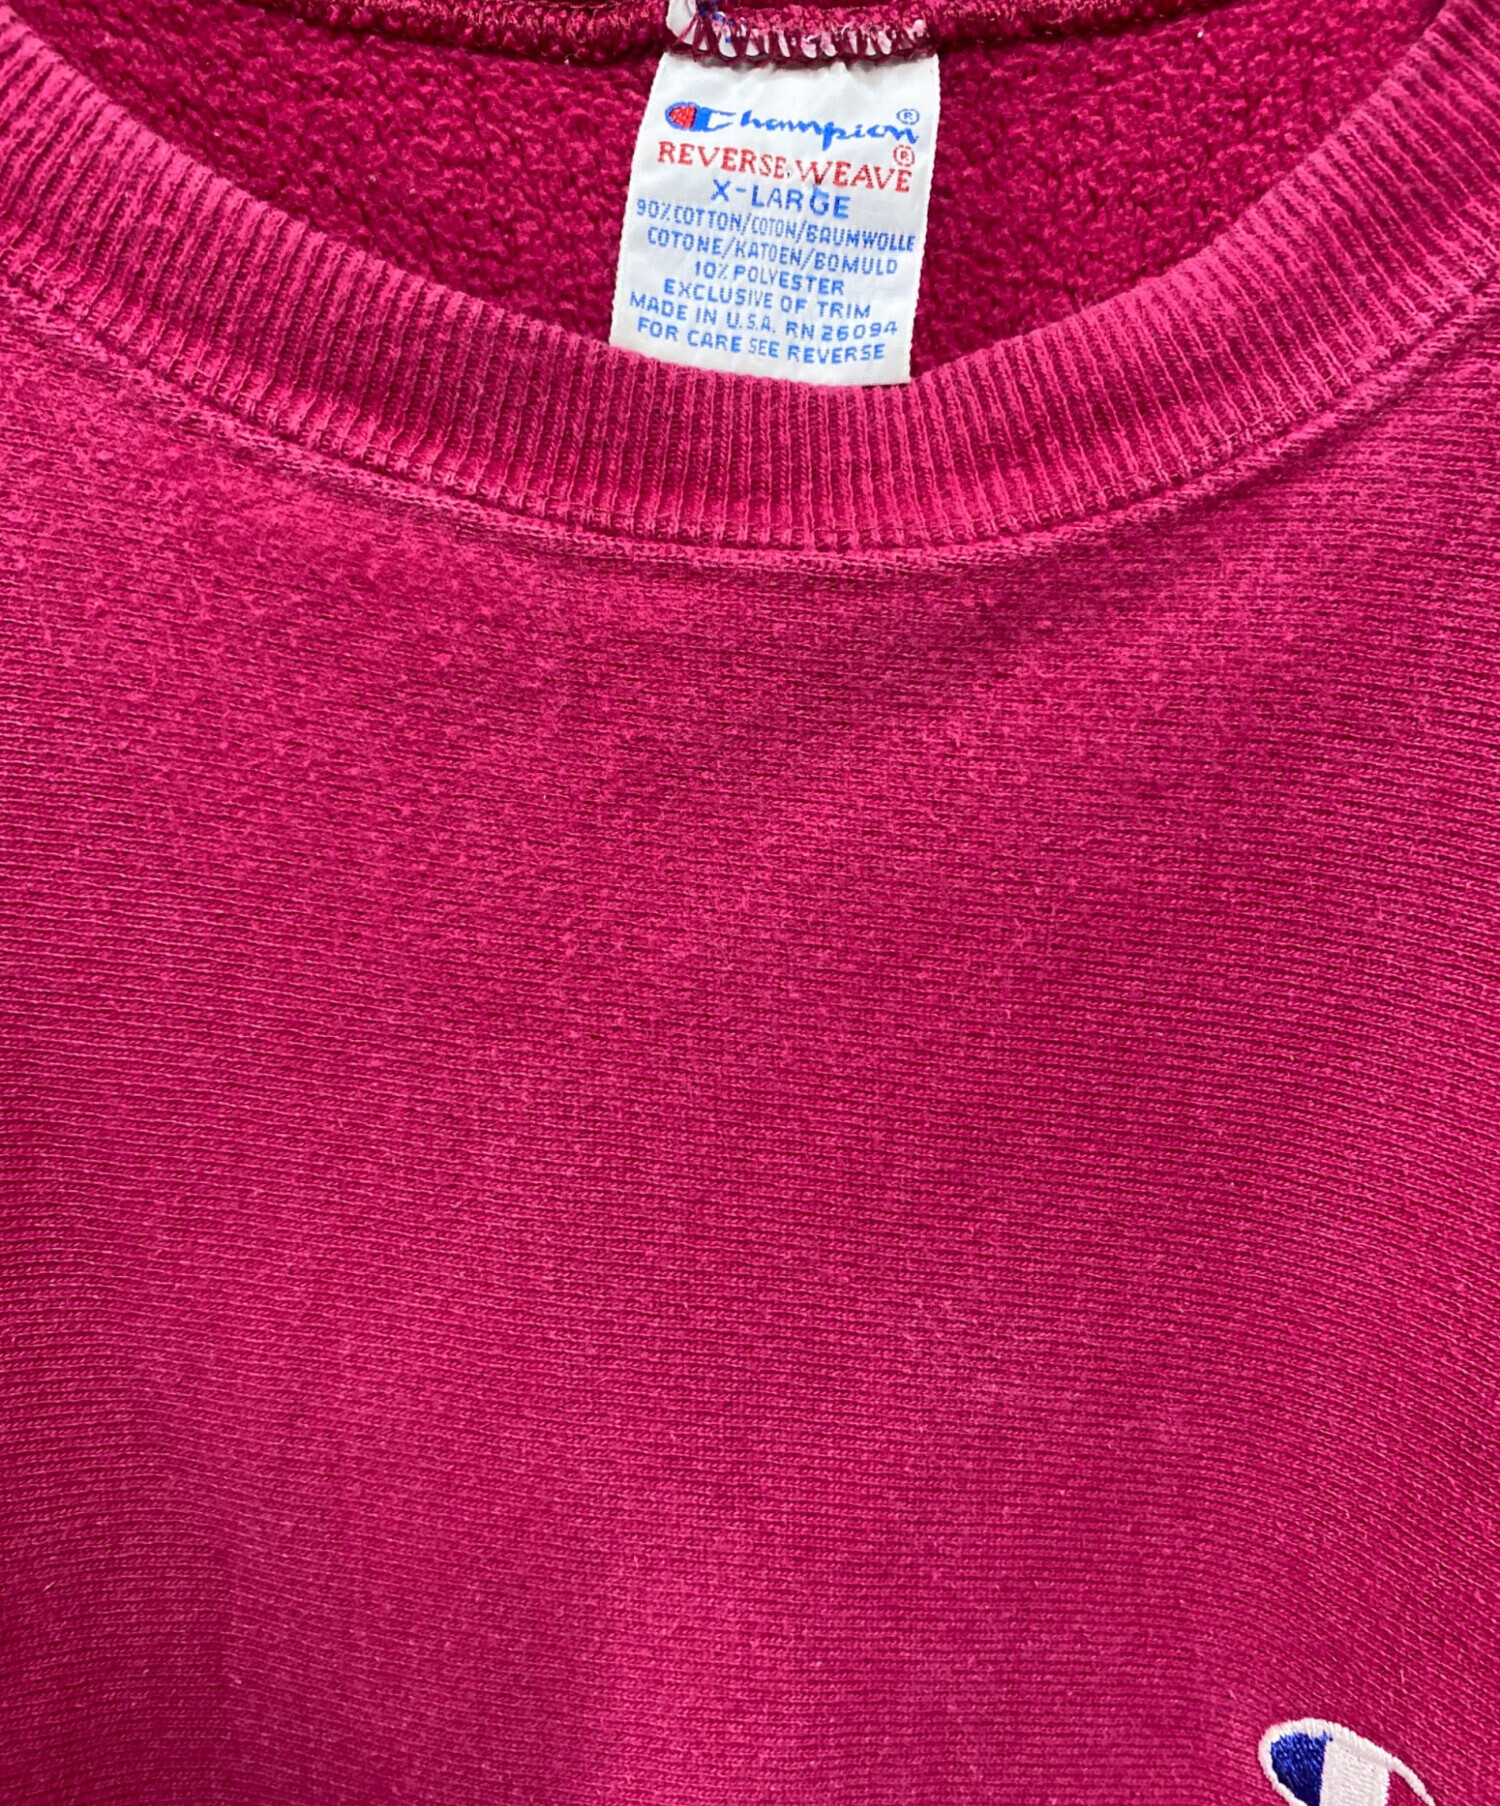 Champion®
REVERSE WEAVE®
X-LARGE
90% COTTON/COTON/BAUMWOLLE
COTONE/KATOEN/BOMULD
10% POLYESTER
EXCLUSIVE OF TRIM
MADE IN U.S.A. RN 26094
FOR CARE SEE REVERSE